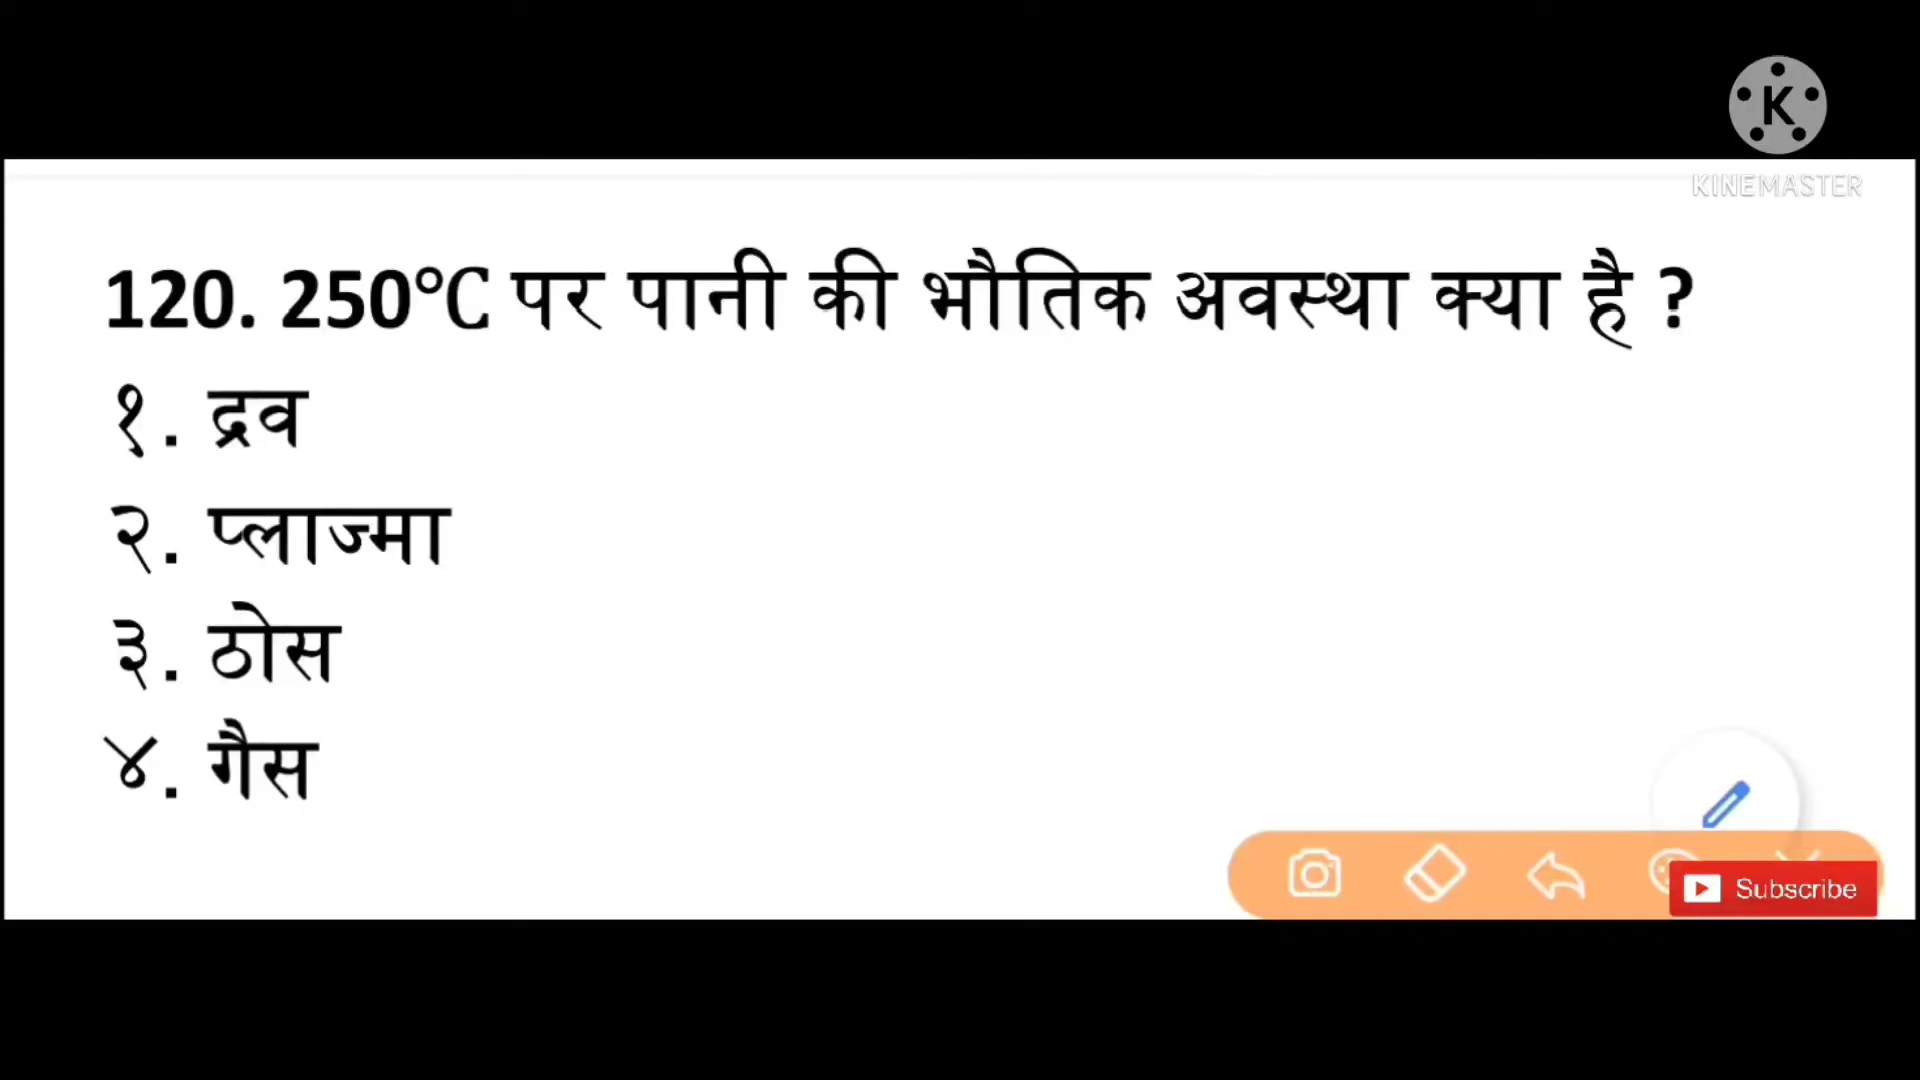 K
KINEMASTER
120. 250℃ पर पानी की भौतिक अवस्था क्या है ?
१. द्रव
२. प्लाज्मा
३. ठोस
४. गैस
Subscribe